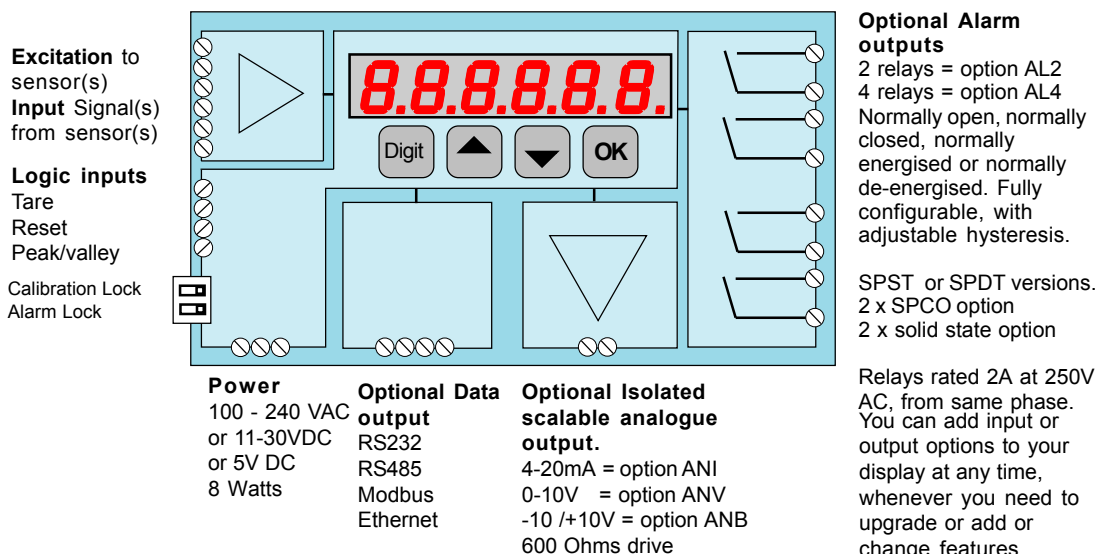 Excitation to
sensor(s)
Input Signal(s)
from sensor(s)
Logic inputs
Tare
Reset
Peak/valley
Calibration Lock
Alarm Lock
8.8.8.8.8.8.
Digit
OK
Power
100 - 240 VAC
or 11-30VDC
or 5V DC
8 Watts
Optional Data
output
RS232
RS485
Modbus
Ethernet
Optional Isolated
scalable analogue
output.
4-20mA = option ANI
0-10V = option ANV
-10 /+10V = option ANB
600 Ohms drive
Optional Alarm
outputs
2 relays = option AL2
4 relays = option AL4
Normally open, normally
closed, normally
energised or normally
de-energised. Fully
configurable, with
adjustable hysteresis.
SPST or SPDT versions.
2 x SPCO option
2 x solid state option
Relays rated 2A at 250V
AC, from same phase.
You can add input or
output options to your
display at any time,
whenever you need to
upgrade or add or
change features